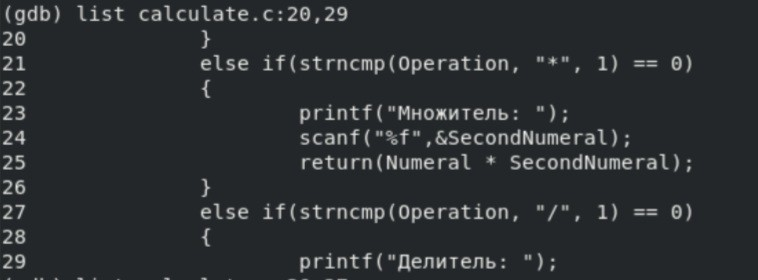 (gdb) list calculate.c:20,29
20              }
21              else if(strncmp(Operation, "*", 1) == 0)
22              {
23                      printf("Множитель: ");
24                      scanf("%f",&SecondNumeral);
25                      return(Numeral * SecondNumeral);
26              }
27              else if(strncmp(Operation, "/", 1) == 0)
28              {
29                      printf("Делитель: ");